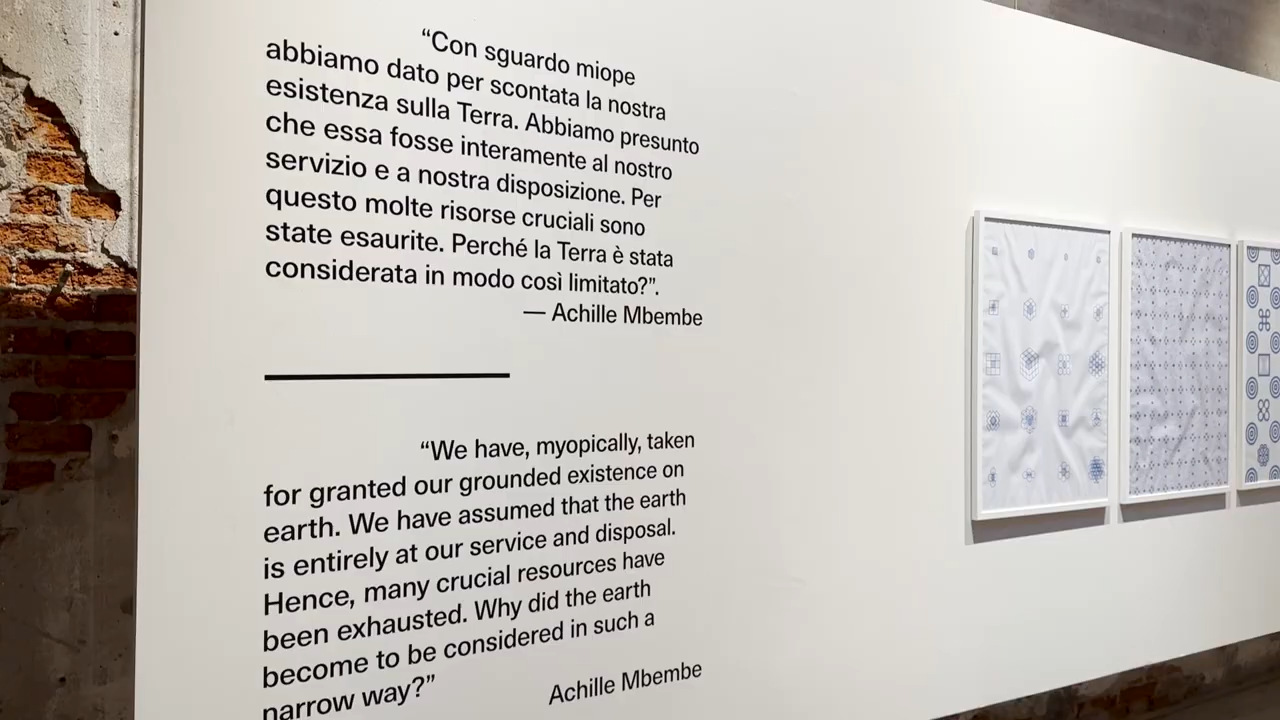 “Con sguardo miope
abbiamo dato per scontata la nostra
esistenza sulla Terra. Abbiamo presunto
che essa fosse interamente al nostro
servizio e a nostra disposizione. Per
questo molte risorse cruciali sono
state esaurite. Perché la Terra è stata
considerata in modo così limitato?”.
— Achille Mbembe
“We have, myopically, taken
for granted our grounded existence on
earth. We have assumed that the earth
is entirely at our service and disposal.
Hence, many crucial resources have
been exhausted. Why did the earth
become to be considered in such a
narrow way?”
Achille Mbembe